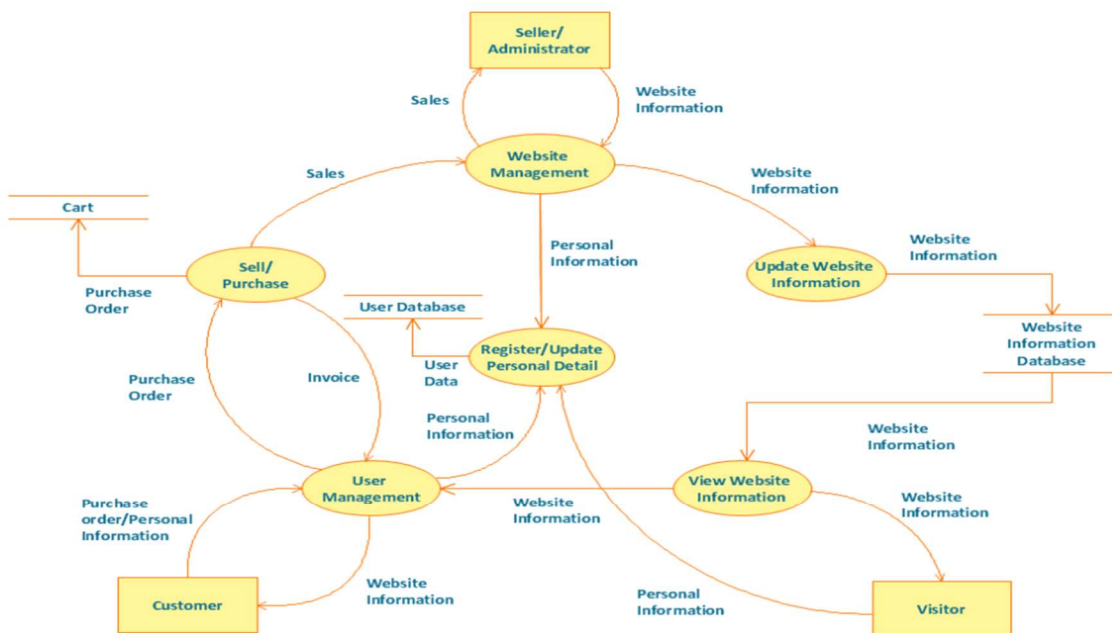 Seller/
Administrator
Sales
Website
Information
Website
Management
Sales
Website
Information
Cart
Personal
Information
Website
Information
Sell/
Purchase
Update Website
Information
Purchase
Order
User Database
Website
Information
Database
Register/Update
Personal Detail
User
Data
Invoice
Purchase
Order
Personal
Information
Website
Information
User
Management
View Website
Information
Purchase
order/Personal
Information
Website
Information
Website
Information
Website
Information
Personal
Information
Customer
Visitor